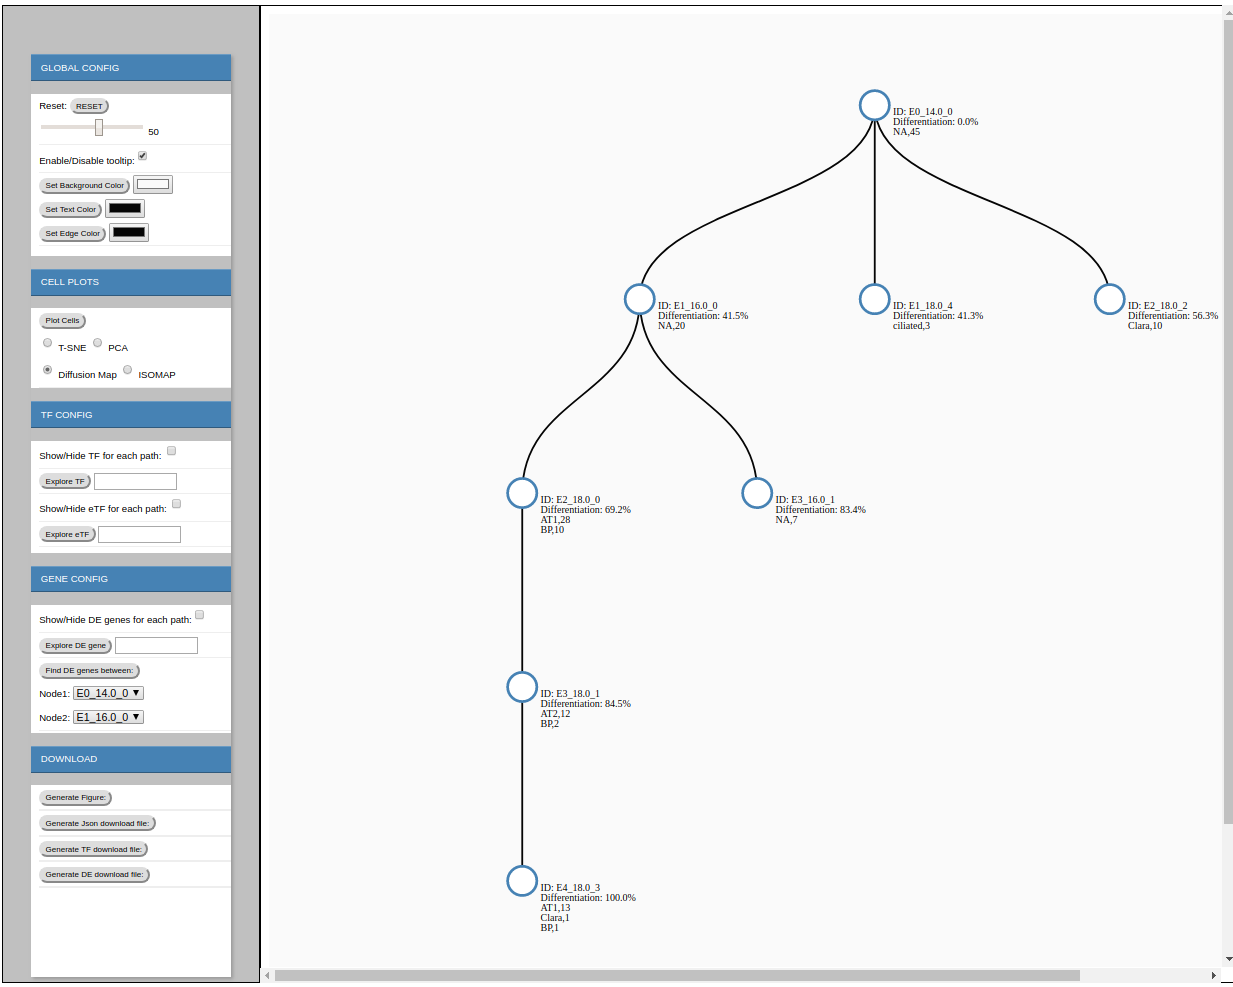 GLOBAL CONFIG
Reset: RESET
50
Enable/Disable tooltip:
Set Background Color
Set Text Color
Set Edge Color
CELL PLOTS
Plot Cells
T-SNE PCA
Diffusion Map ISOMAP
TF CONFIG
Show/Hide TF for each path:
Explore TF
Show/Hide eTF for each path:
Explore eTF
GENE CONFIG
Show/Hide DE genes for each path:
Explore DE gene
Find DE genes between:
Node1: E0_14.0_0
Node2: E1_16.0_0
DOWNLOAD
Generate Figure:
Generate Json download file:
Generate TF download file:
Generate DE download file:
ID: E0_14.0_0
Differentiation: 0.0%
NA,45
ID: E1_16.0_0
Differentiation: 41.5%
NA,20
ID: E1_18.0_4
Differentiation: 41.3%
ciliated,3
ID: E2_18.0_2
Differentiation: 56.3%
Clara,10
ID: E2_18.0_0
Differentiation: 69.2%
AT1,28
BP,10
ID: E3_16.0_1
Differentiation: 83.4%
NA,7
ID: E3_18.0_1
Differentiation: 84.5%
AT2,12
BP,2
ID: E4_18.0_3
Differentiation: 100.0%
AT1,13
Clara,1
BP,1